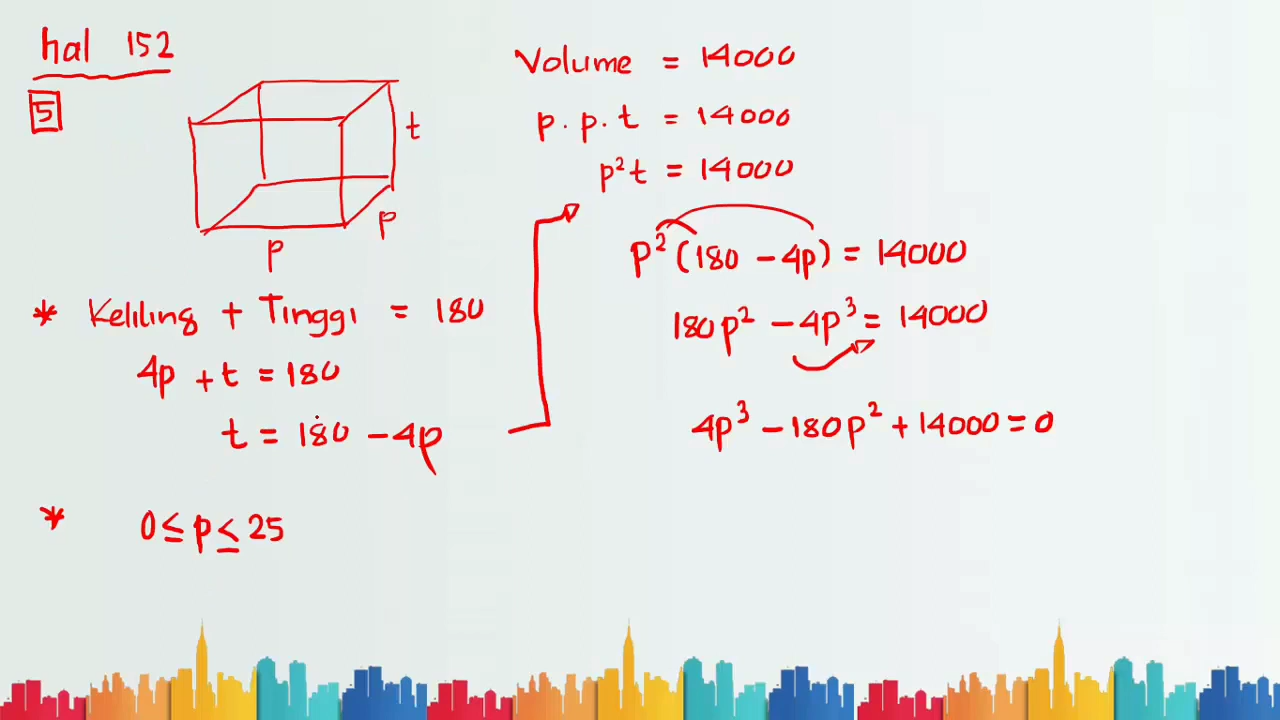 hal 152
5
t
p
p
* Keliling + Tinggi = 180
4p + t = 180
t = 180 - 4p
* 0 ≤ p ≤ 25
Volume = 14000
p . p . t = 14000
p²t = 14000
p² (180 - 4p) = 14000
180p² - 4p³ = 14000
4p³ - 180p² + 14000 = 0